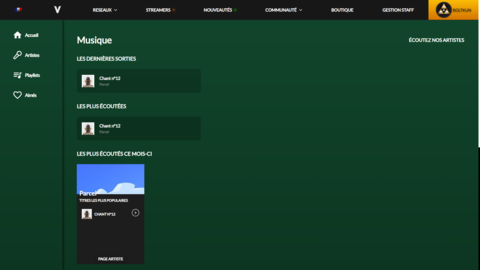 V
RESEAUX
STREAMERS
NOUVEAUTÉS
COMMUNAUTÉ
BOUTIQUE
GESTION STAFF
Accueil
Artistes
Playlists
Aimés
Musique
ÉCOUTEZ NOS ARTISTES
LES DERNIÈRES SORTIES
Chant n°12
Parcel
LES PLUS ÉCOUTÉES
Chant n°12
Parcel
LES PLUS ÉCOUTÉS CE MOIS-CI
Parcel
TITRES LES PLUS POPULAIRES
CHANT N°12
PAGE ARTISTE